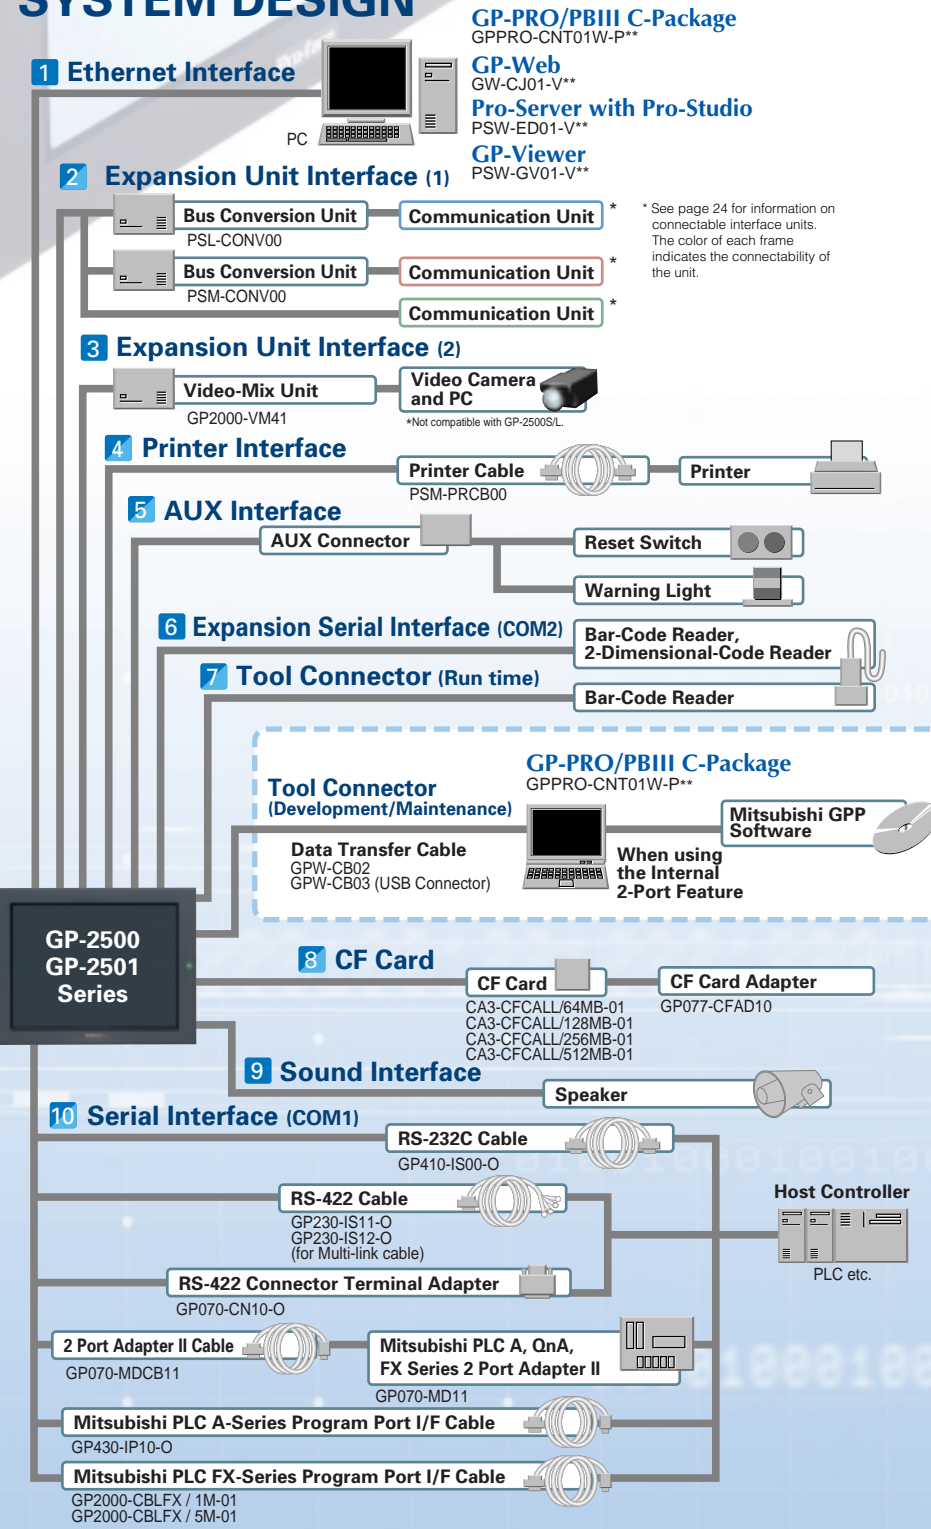 SYSTEM DESIGN
GP-PRO/PBIII C-Package
GPPRO-CNT01W-P**
1 Ethernet Interface
GP-Web
GW-CJ01-V**
Pro-Server with Pro-Studio
PSW-ED01-V**
PC
GP-Viewer
PSW-GV01-V**
2 Expansion Unit Interface (1)
Bus Conversion Unit
Communication Unit *
PSL-CONV00
* See page 24 for information on
connectable interface units.
The color of each frame
indicates the connectability of
the unit.
Bus Conversion Unit
Communication Unit *
PSM-CONV00
Communication Unit *
3 Expansion Unit Interface (2)
Video-Mix Unit
GP2000-VM41
Video Camera
and PC
*Not compatible with GP-2500S/L.
4 Printer Interface
Printer Cable
PSM-PRCB00
Printer
5 AUX Interface
AUX Connector
Reset Switch
Warning Light
6 Expansion Serial Interface (COM2)
Bar-Code Reader,
2-Dimensional-Code Reader
7 Tool Connector (Run time)
Bar-Code Reader
GP-PRO/PBIII C-Package
GPPRO-CNT01W-P**
Tool Connector
(Development/Maintenance)
Data Transfer Cable
GPW-CB02
GPW-CB03 (USB Connector)
Mitsubishi GPP
Software
When using
the Internal
2-Port Feature
GP-2500
GP-2501
Series
8 CF Card
CF Card
CA3-CFCALL/64MB-01
CA3-CFCALL/128MB-01
CA3-CFCALL/256MB-01
CA3-CFCALL/512MB-01
CF Card Adapter
GP077-CFAD10
9 Sound Interface
Speaker
10 Serial Interface (COM1)
RS-232C Cable
GP410-IS00-O
RS-422 Cable
GP230-IS11-O
GP230-IS12-O
(for Multi-link cable)
Host Controller
PLC etc.
RS-422 Connector Terminal Adapter
GP070-CN10-O
2 Port Adapter II Cable
GP070-MDCB11
Mitsubishi PLC A, QnA,
FX Series 2 Port Adapter II
GP070-MD11
Mitsubishi PLC A-Series Program Port I/F Cable
GP430-IP10-O
Mitsubishi PLC FX-Series Program Port I/F Cable
GP2000-CBLFX / 1M-01
GP2000-CBLFX / 5M-01